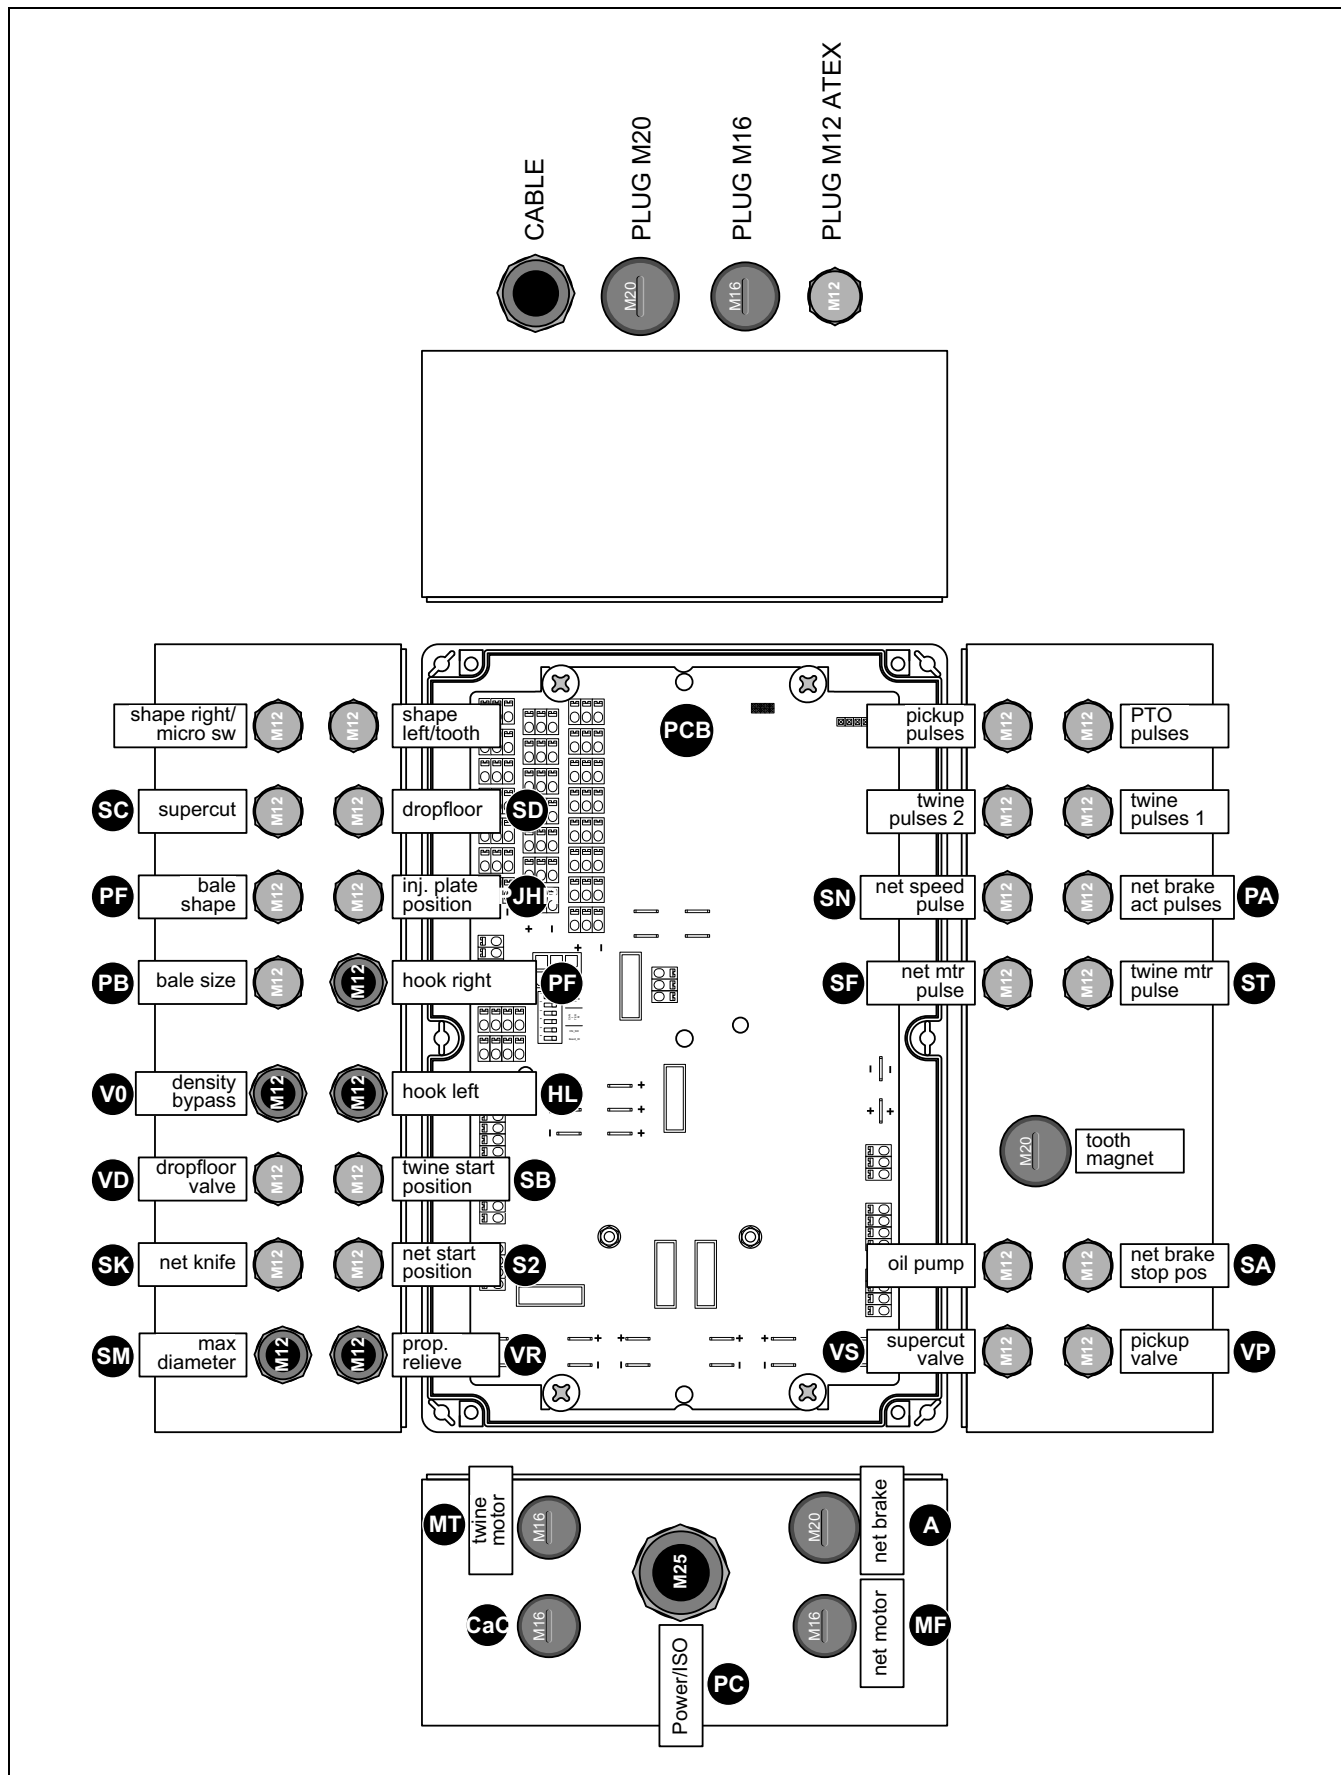 CABLE
PLUG M20
PLUG M16
PLUG M12 ATEX
M20
M16
M12
shape right/
micro sw
M12
M12
shape
left/tooth
PCB
pickup
pulses
M12
M12
PTO
pulses
SC
supercut
M12
M12
dropfloor
SD
twine
pulses 2
M12
M12
twine
pulses 1
PF
bale
shape
M12
M12
inj. plate
position
JH
SN
net speed
pulse
M12
M12
net brake
act pulses
PA
PB
bale size
M12
M12
hook right
PF
SF
net mtr
pulse
M12
M12
twine mtr
pulse
ST
V0
density
bypass
M12
M12
hook left
HL
VD
dropfloor
valve
M12
M12
twine start
position
SB
M20
tooth
magnet
SK
net knife
M12
M12
net start
position
S2
oil pump
M12
M12
net brake
stop pos
SA
SM
max
diameter
M12
M12
prop.
relieve
VR
VS
supercut
valve
M12
M12
pickup
valve
VP
MT
twine
motor
M16
M25
M20
net brake
A
CaC
M16
M16
net motor
MF
Power/ISO
PC